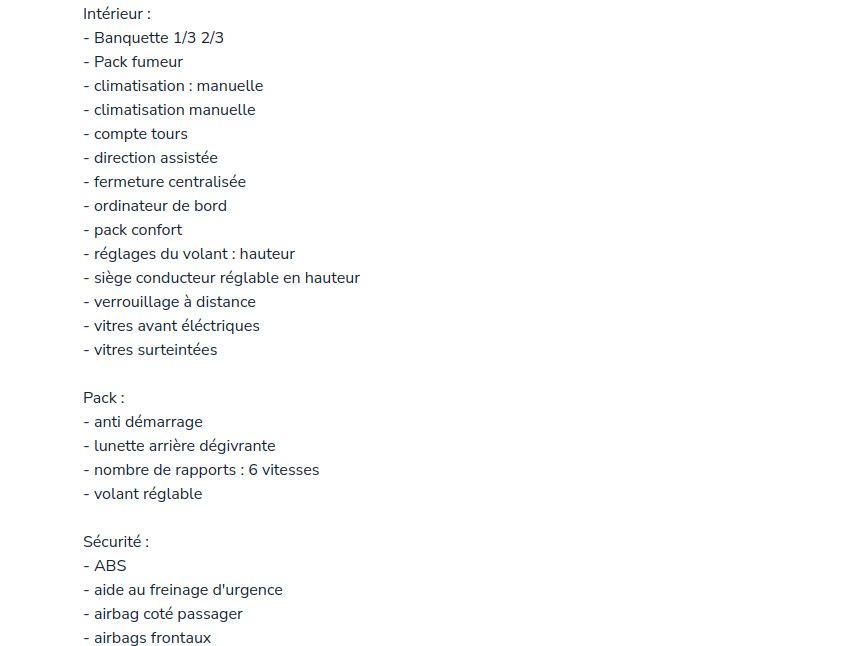 Intérieur :
- Banquette 1/3 2/3
- Pack fumeur
- climatisation : manuelle
- climatisation manuelle
- compte tours
- direction assistée
- fermeture centralisée
- ordinateur de bord
- pack confort
- réglages du volant : hauteur
- siège conducteur réglable en hauteur
- verrouillage à distance
- vitres avant éléctriques
- vitres surteintées
Pack :
- anti démarrage
- lunette arrière dégivrante
- nombre de rapports : 6 vitesses
- volant réglable
Sécurité :
- ABS
- aide au freinage d'urgence
- airbag coté passager
- airbags frontaux